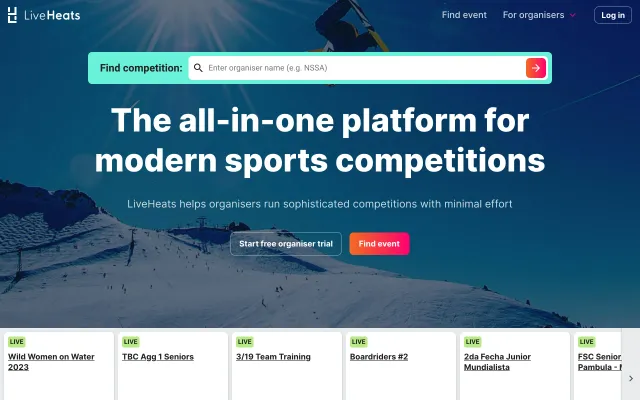 LiveHeats
Find event
For organisers
Log in
Find competition:
Enter organiser name (e.g. NSSA)
The all-in-one platform for
modern sports competitions
LiveHeats helps organisers run sophisticated competitions with minimal effort
Start free organiser trial
Find event
LIVE
Wild Women on Water
2023
LIVE
TBC Agg 1 Seniors
LIVE
3/19 Team Training
LIVE
Boardriders #2
LIVE
2da Fecha Junior
Mundialista
LIVE
FSC Senior
Pambula -